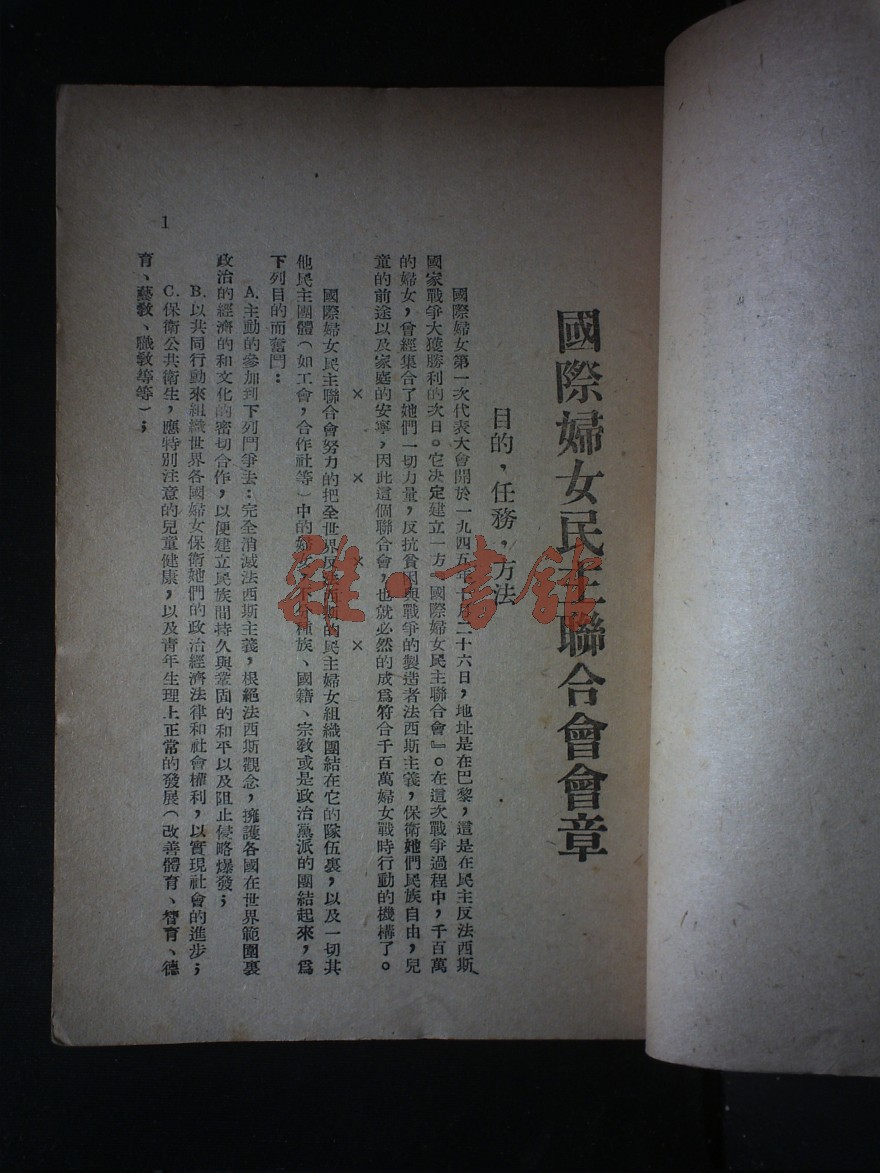 國際婦女民主聯合會會章
目的，任務，方法
國際婦女第一次代表大會開於一九四五年十一月二十六日，地址是在巴黎，這是在民主反法西斯
國家戰爭大獲勝利的次日。它決定建立一方『國際婦女民主聯合會』。在這次戰爭過程中，千百萬
的婦女，曾經集合了她們一切力量，反抗貧困與戰爭的製造者法西斯主義，保衛她們民族自由，兒
童的前途以及家庭的安寧，因此這個聯合會，也就必然的成爲符合千百萬婦女戰時行動的機構了。
× × × ×
國際婦女民主聯合會努力的把全世界反法西斯的民主婦女組織團結在它的隊伍裏，以及一切其
他民主團體（如工會，合作社等）中的婦女，不分種族、國籍、宗教或是政治黨派的團結起來，爲
下列目的而奮鬥：
A.主動的參加到下列鬥爭去：完全消滅法西斯主義，根絕法西斯觀念，擁護各國在世界範圍裏
政治的經濟的和文化的密切合作，以便建立民族間持久與鞏固的和平以及阻止侵略爆發；
B.以共同行動來組織世界各國婦女保衛她們的政治經濟法律和社會權利，以實現社會的進步；
C.保衛公共衛生，應特別注意的兒童健康，以及靑年生理上正常的發展（改善體育、智育、德
育、藝教、職教等等）；
1
雜·書館